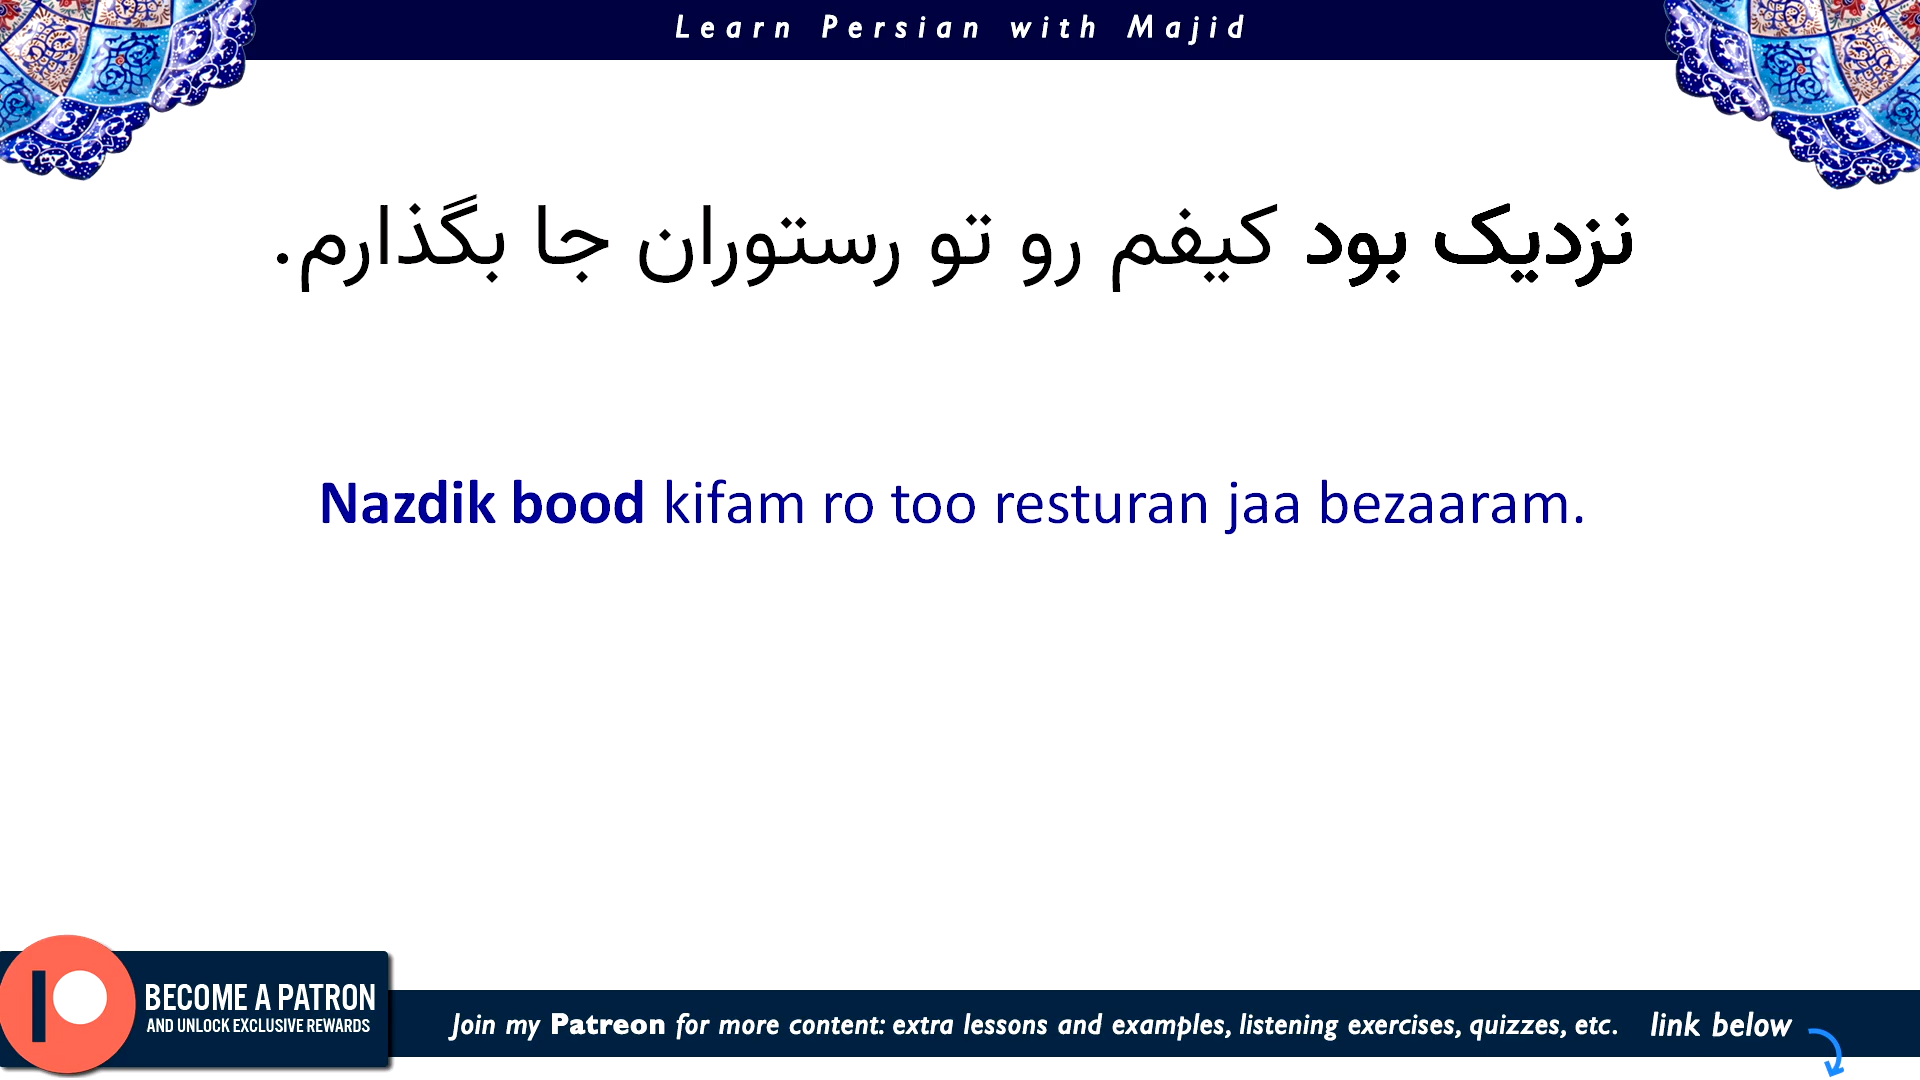 Learn Persian with Majid
نزدیک بود کیفم رو تو رستوران جا بگذارم.
Nazdik bood kifam ro too resturan jaa bezaaram.
BECOME A PATRON
AND UNLOCK EXCLUSIVE REWARDS
Join my Patreon for more content: extra lessons and examples, listening exercises, quizzes, etc. link below